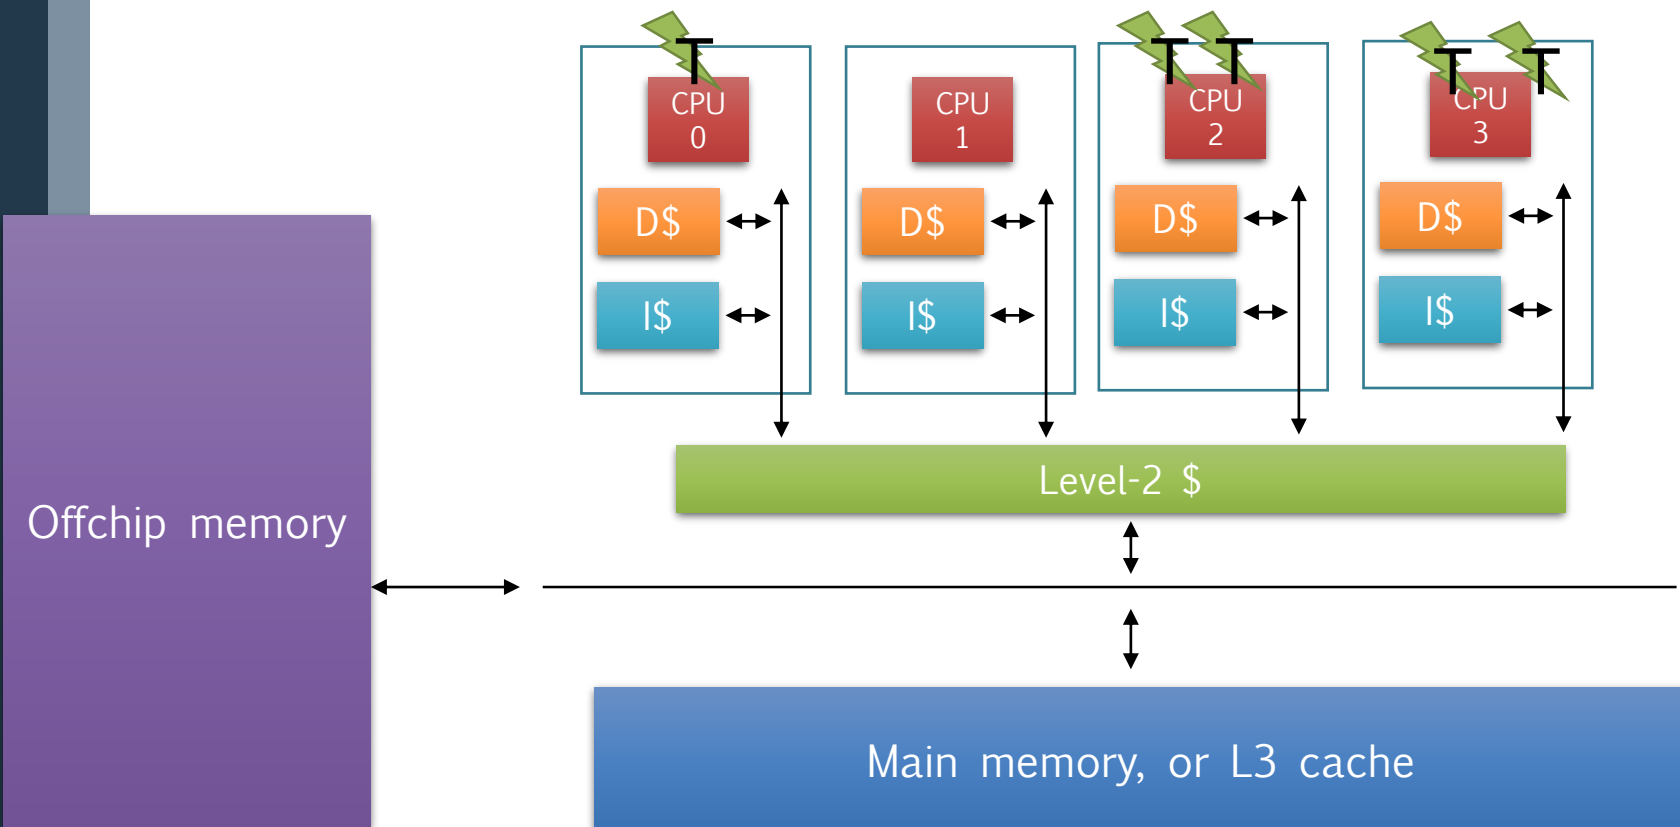 T
T T
T T
CPU
0
CPU
1
CPU
2
CPU
3
D$
D$
D$
D$
I$
I$
I$
I$
Level-2 $
Offchip memory
Main memory, or L3 cache